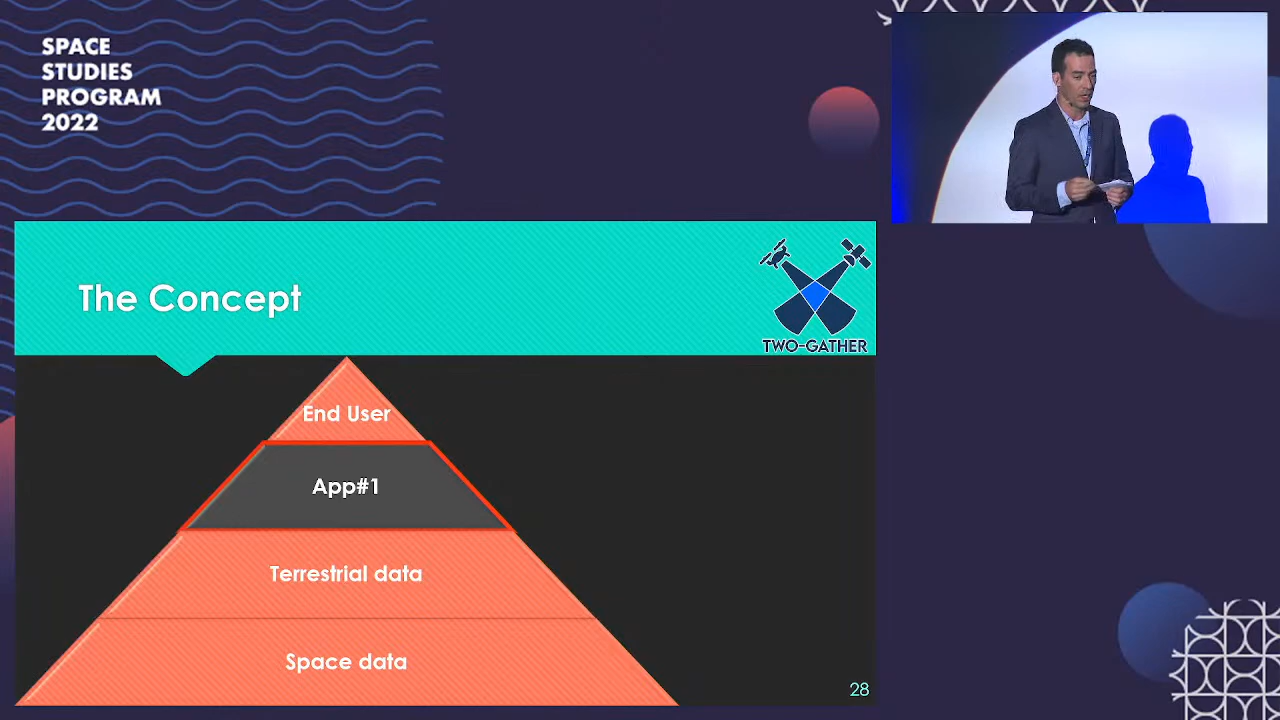 SPACE
STUDIES
PROGRAM
2022
The Concept
TWO-GATHER
End User
App#1
Terrestrial data
Space data
28